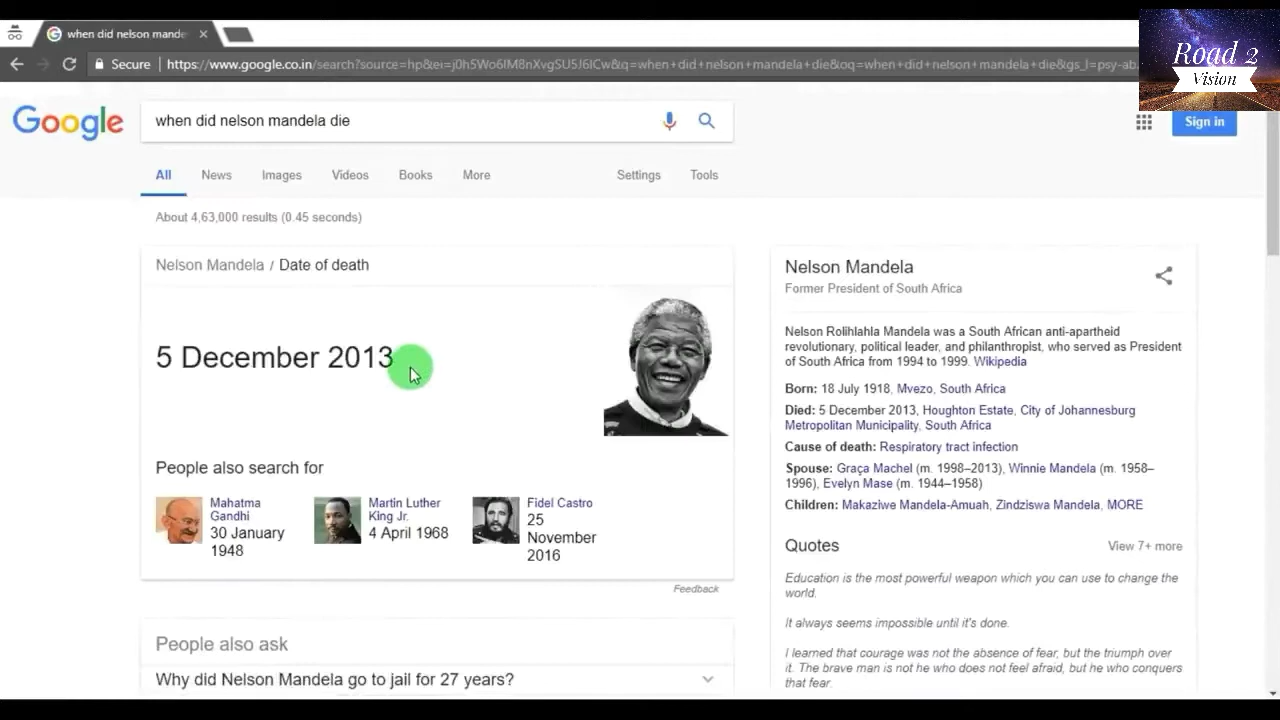 when did nelson mande
Secure
https://www.google.co.in/search?source=hp&ei=j0h5Wo6IM8nXvgSU5J6ICw&q=when+did+nelson+mandela+die&oq=when+did+nelson+mandela+die&gs_l=psy-ab.
Road 2
Vision
Google
when did nelson mandela die
Sign in
All News Images Videos Books More Settings Tools
About 4,63,000 results (0.45 seconds)
Nelson Mandela / Date of death
5 December 2013
People also search for
Mahatma
Gandhi
30 January
1948
Martin Luther
King Jr.
4 April 1968
Fidel Castro
25
November
2016
Feedback
People also ask
Why did Nelson Mandela go to jail for 27 years?
Nelson Mandela
Former President of South Africa
Nelson Rolihlahla Mandela was a South African anti-apartheid
revolutionary, political leader, and philanthropist, who served as President
of South Africa from 1994 to 1999. Wikipedia
Born: 18 July 1918, Mvezo, South Africa
Died: 5 December 2013, Houghton Estate, City of Johannesburg
Metropolitan Municipality, South Africa
Cause of death: Respiratory tract infection
Spouse: Graça Machel (m. 1998–2013), Winnie Mandela (m. 1958–
1996), Evelyn Mase (m. 1944–1958)
Children: Makaziwe Mandela-Amuah, Zindziswa Mandela, MORE
Quotes
View 7+ more
Education is the most powerful weapon which you can use to change the
world.
It always seems impossible until it's done.
I learned that courage was not the absence of fear, but the triumph over
it. The brave man is not he who does not feel afraid, but he who conquers
that fear.